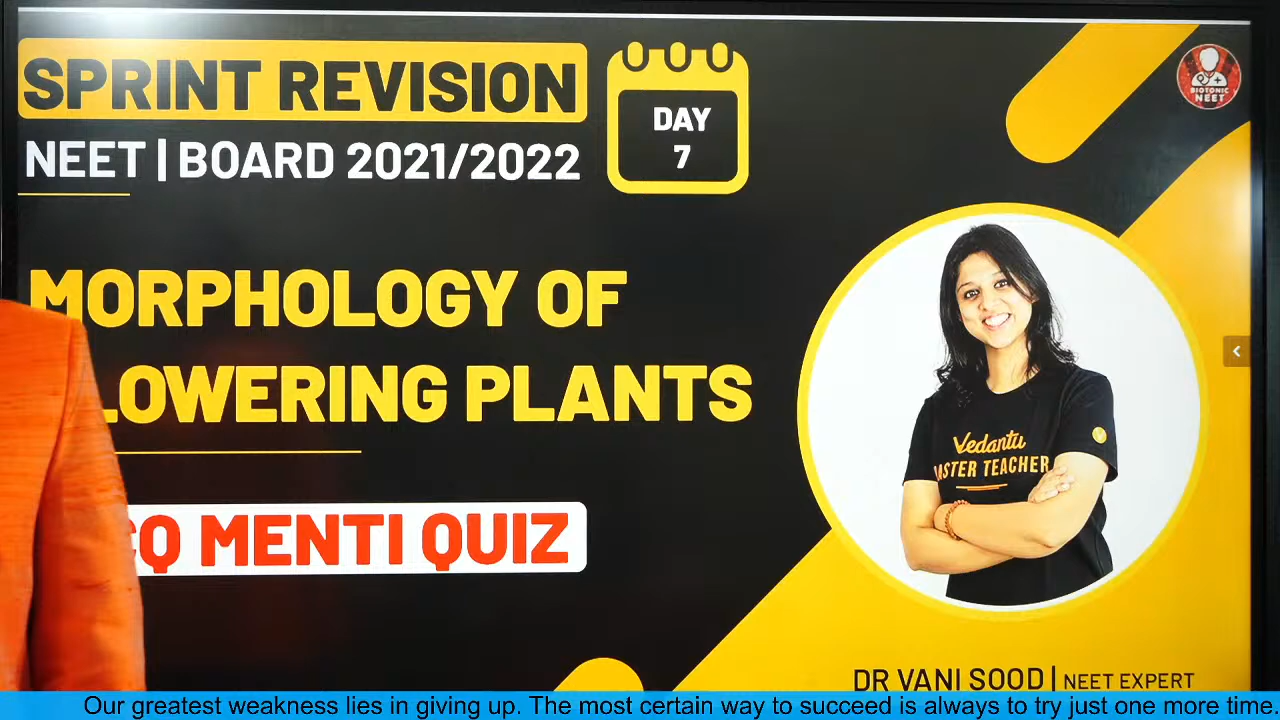 SPRINT REVISION
NEET | BOARD 2021/2022
DAY
7
BIOTONIC
NEET
MORPHOLOGY OF
LOWERING PLANTS
Q MENTI QUIZ
Vedantu
ASTER TEACHER
DR VANI SOOD | NEET EXPERT
Our greatest weakness lies in giving up. The most certain way to succeed is always to try just one more time.